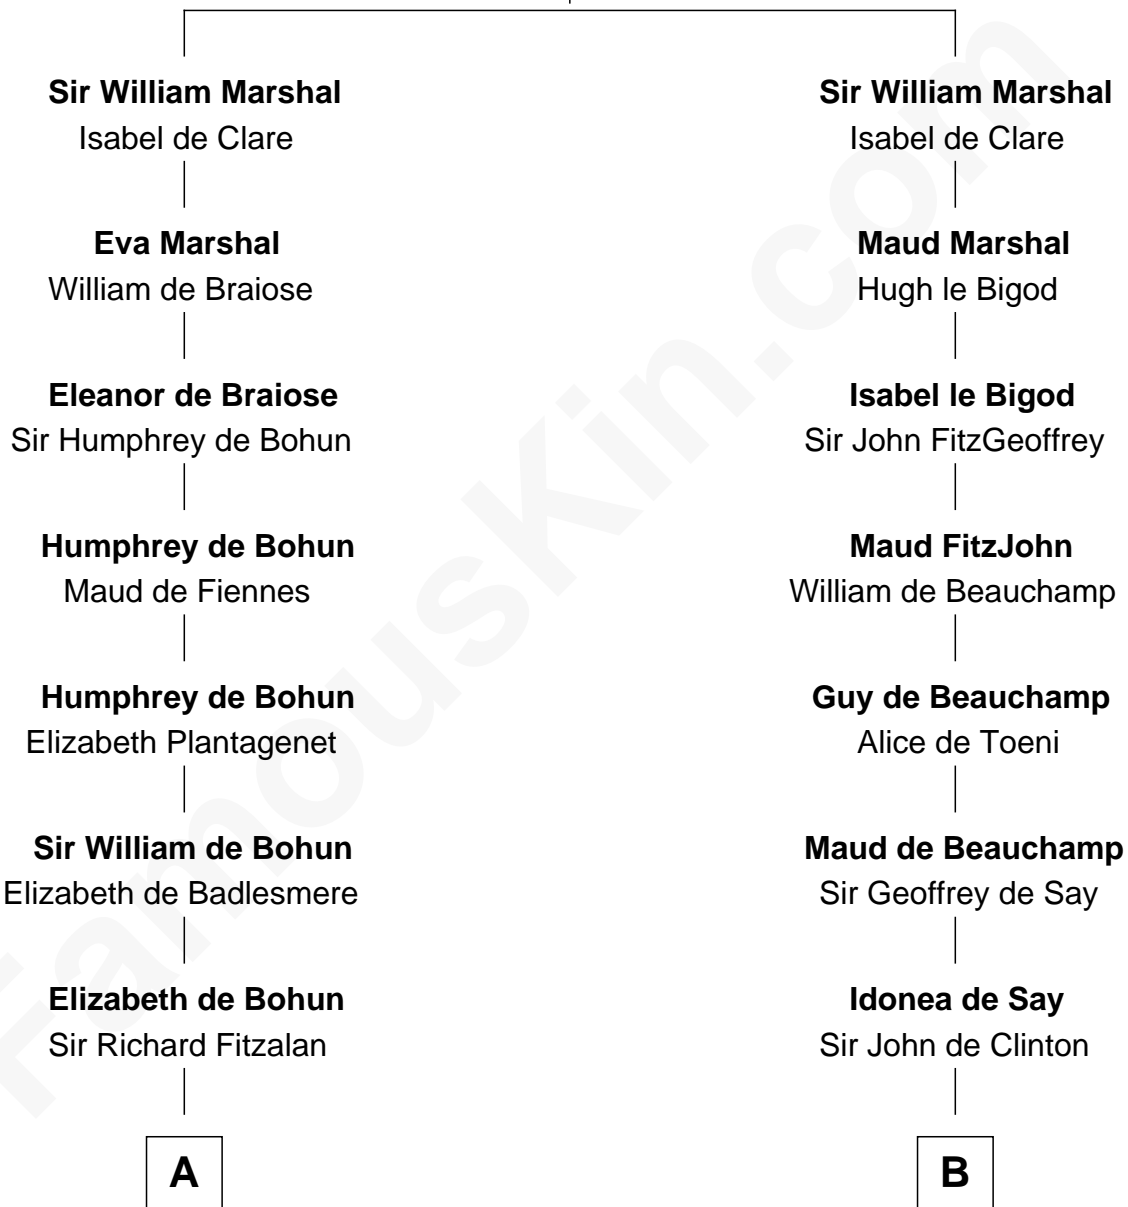 Sir William Marshal
Isabel de Clare
Eva Marshal
William de Braiose
Eleanor de Braiose
Sir Humphrey de Bohun
Humphrey de Bohun
Maud de Fiennes
Humphrey de Bohun
Elizabeth Plantagenet
Sir William de Bohun
Elizabeth de Badlesmere
Elizabeth de Bohun
Sir Richard Fitzalan
A
Sir William Marshal
Isabel de Clare
Maud Marshal
Hugh le Bigod
Isabel le Bigod
Sir John FitzGeoffrey
Maud FitzJohn
William de Beauchamp
Guy de Beauchamp
Alice de Toeni
Maud de Beauchamp
Sir Geoffrey de Say
Idonea de Say
Sir John de Clinton
B
FamousKin.com